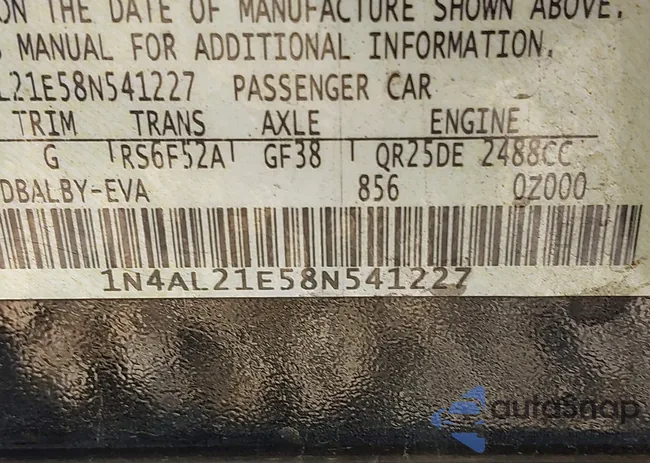 ON THE DATE OF MANUFACTURE SHOWN ABOVE.
MANUAL FOR ADDITIONAL INFORMATION.
L21E58N541227 PASSENGER CAR
TRIM TRANS AXLE ENGINE
G RS6F52A GF38 QR25DE 2488CC
DBALBY-EVA 856 0Z000
1N4AL21E58N541227
autoSnap